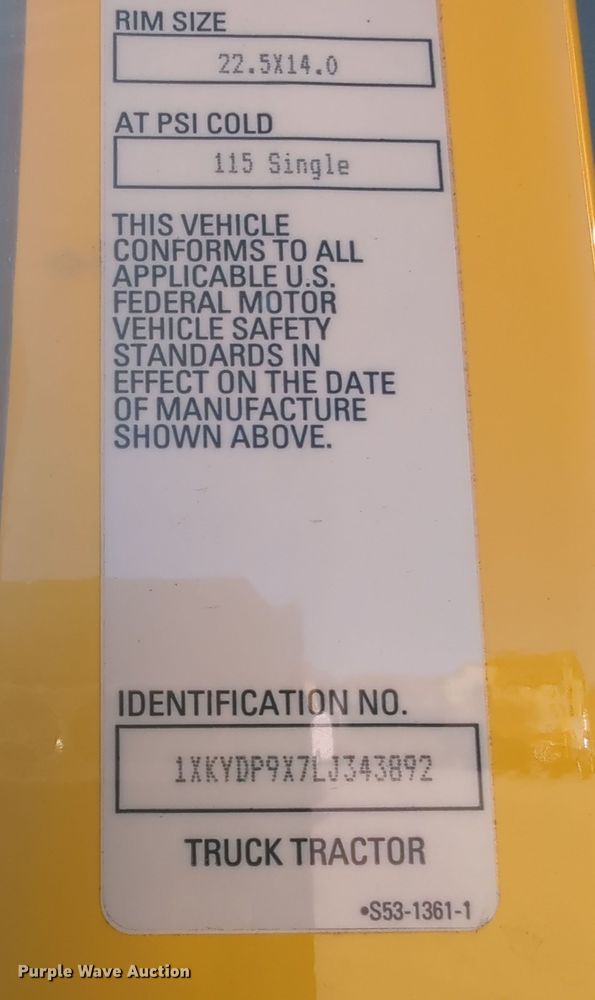 RIM SIZE
22.5X14.0
AT PSI COLD
115 Single
THIS VEHICLE
CONFORMS TO ALL
APPLICABLE U.S.
FEDERAL MOTOR
VEHICLE SAFETY
STANDARDS IN
EFFECT ON THE DATE
OF MANUFACTURE
SHOWN ABOVE.
IDENTIFICATION NO.
1XKYDP9X7LJ343892
TRUCK TRACTOR
•S53-1361-1
Purple Wave Auction